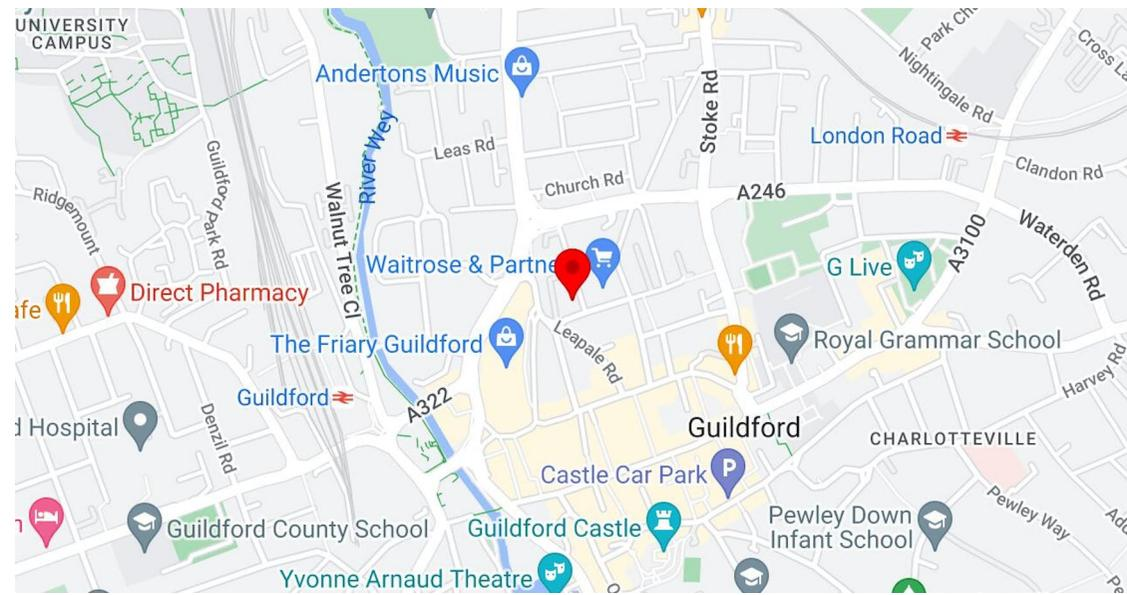 UNIVERSITY
CAMPUS
Andertons Music
Stoke Rd
Park
Nightingale Rd
Cross
London Road
River Wey
Leas Rd
Guildford Park Rd
Church Rd
A246
Clandon Rd
Ridgemount
Walnut Tree Cl
A3100
Waterden Rd
Waitrose & Partne
G Live
Direct Pharmacy
afe
The Friary Guildford
Leapale Rd
Royal Grammar School
Harvey Rd
Guildford
A322
d Hospital
Denzil Rd
Guildford
CHARLOTTEVILLE
Castle Car Park
P
Pewley Way
Guildford County School
Guildford Castle
Pewley Down
Infant School
Yvonne Arnaud Theatre